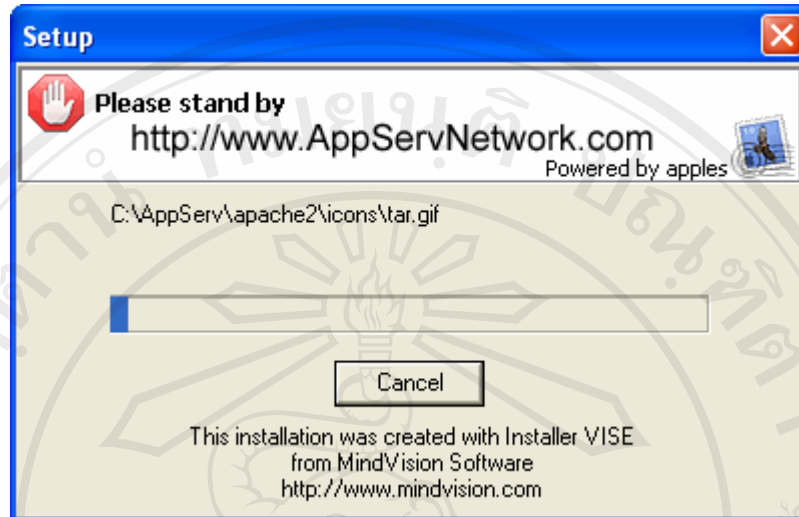 Setup
Please stand by
http://www.AppServNetwork.com
Powered by apples
C:\AppServ\apache2\icons\tar.gif
Cancel
This installation was created with Installer VISE
from MindVision Software
http://www.mindvision.com